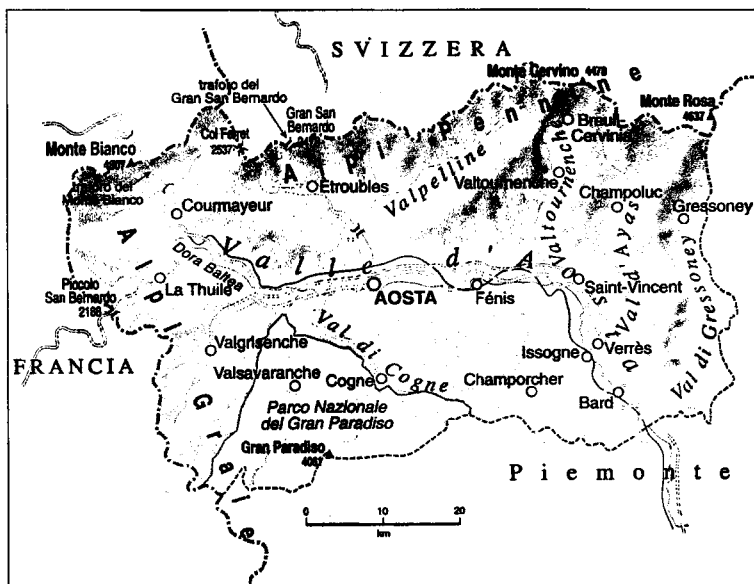 SVIZZERA
Monte Cervino 4478
traforo del
Gran San Bernardo
Gran San
Bernardo
Monte Rosa
4637
Col Ferret
2537
Breuil-
Cervinia
Monte Bianco
4807
Alpi Pennine
Valpelline
traforo del
Monte Bianco
Étroubles
Valtournenche
Valtournenche
Champoluc
Gressoney
Courmayeur
Val d'Ayas
Valle d'Aosta
Dora Baltea
Piccolo
San Bernardo
2188
La Thuile
AOSTA
Fénis
Saint-Vincent
Val di Gressoney
FRANCIA
Valgrisenche
Val di Cogne
Issogne
Verrès
Valsavaranche
Cogne
Champorcher
Bard
Parco Nazionale
del Gran Paradiso
Alpi Graie
Gran Paradiso
4061
Piemonte
0 10 20
km